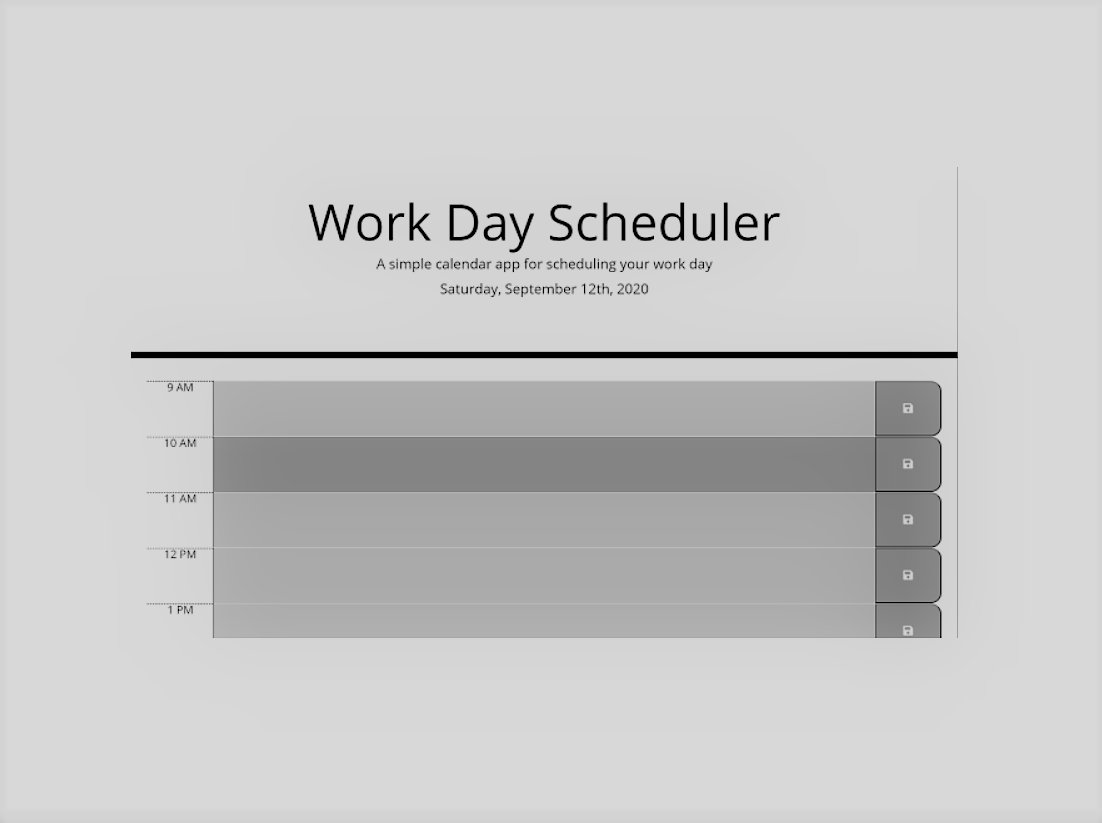 Work Day Scheduler
A simple calendar app for scheduling your work day
Saturday, September 12th, 2020
9 AM
10 AM
11 AM
12 PM
1 PM